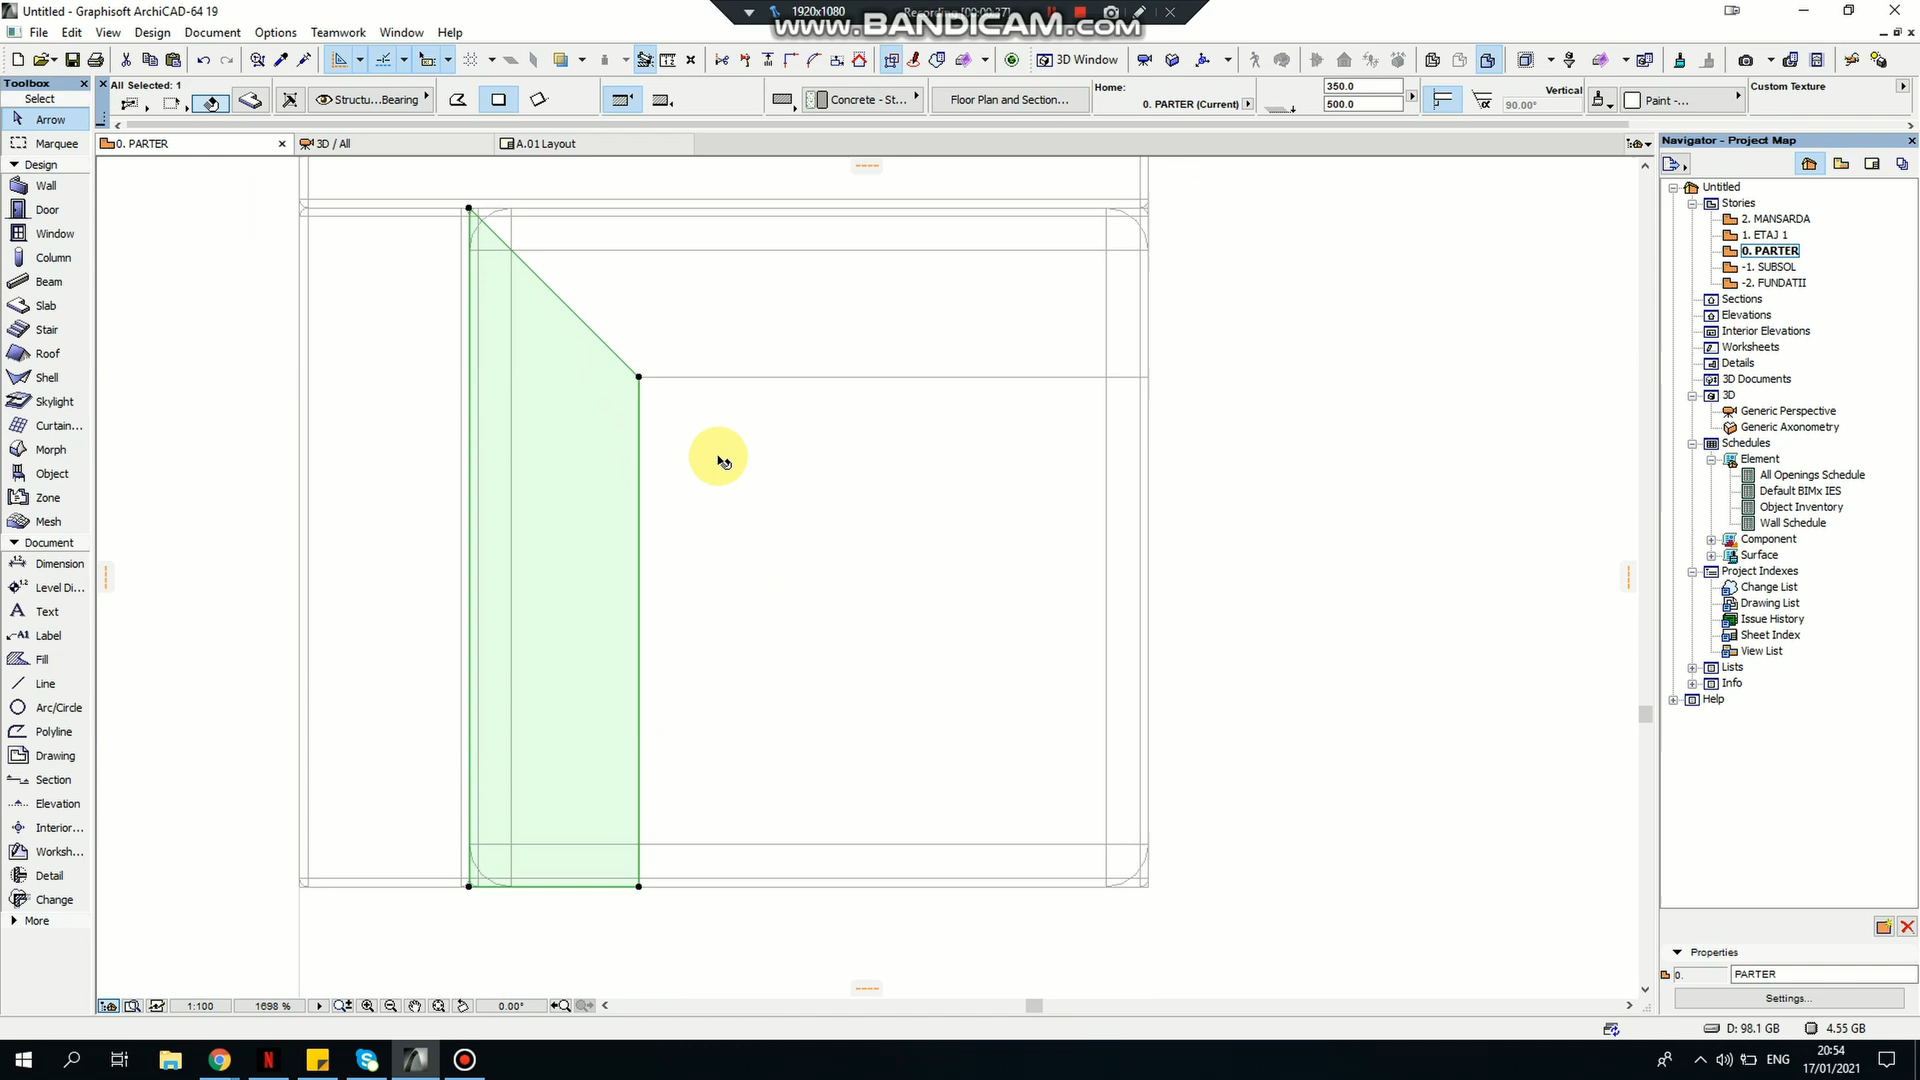 Untitled - Graphisoft ArchiCAD-64 19
1920x1080
Recording [00:00:37]
www.BANDICAM.com
File Edit View Design Document Options Teamwork Window Help
3D Window
Toolbox
Select
Arrow
Marquee
Design
Wall
Door
Window
Column
Beam
Slab
Stair
Roof
Shell
Skylight
Curtain...
Morph
Object
Zone
Mesh
Document
Dimension
Level Di...
Text
Label
Fill
Line
Arc/Circle
Polyline
Drawing
Section
Elevation
Interior...
Worksh...
Detail
Change
More
All Selected: 1
Structu...Bearing
Concrete - St...
Floor Plan and Section...
Home:
0. PARTER (Current)
350.0
500.0
Vertical
90.00°
Paint -...
Custom Texture
0. PARTER
3D / All
A.01 Layout
Navigator - Project Map
Untitled
Stories
2. MANSARDA
1. ETAJ 1
0. PARTER
-1. SUBSOL
-2. FUNDATII
Sections
Elevations
Interior Elevations
Worksheets
Details
3D Documents
3D
Generic Perspective
Generic Axonometry
Schedules
Element
All Openings Schedule
Default BIMx IES
Object Inventory
Wall Schedule
Component
Surface
Project Indexes
Change List
Drawing List
Issue History
Sheet Index
View List
Lists
Info
Help
Properties
0.
PARTER
Settings...
1:100
1698 %
0.00°
D: 98.1 GB
4.55 GB
ENG
20:54
17/01/2021